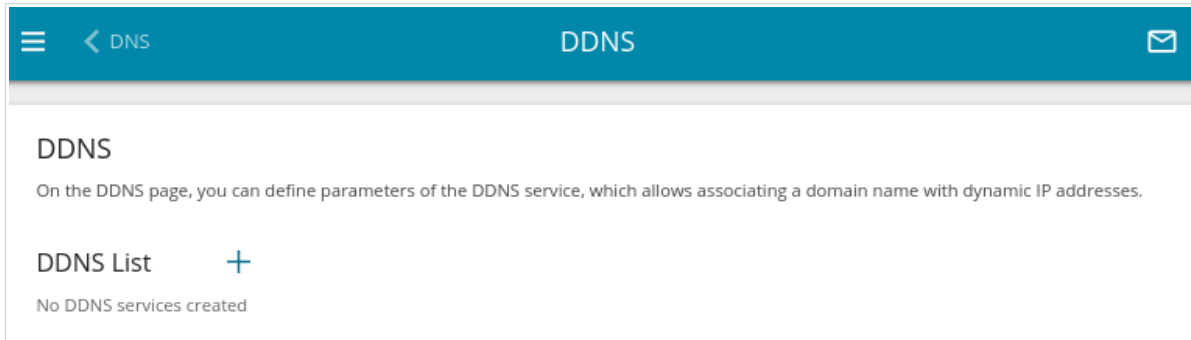 DNS
DDNS
DDNS
On the DDNS page, you can define parameters of the DDNS service, which allows associating a domain name with dynamic IP addresses.
DDNS List
No DDNS services created